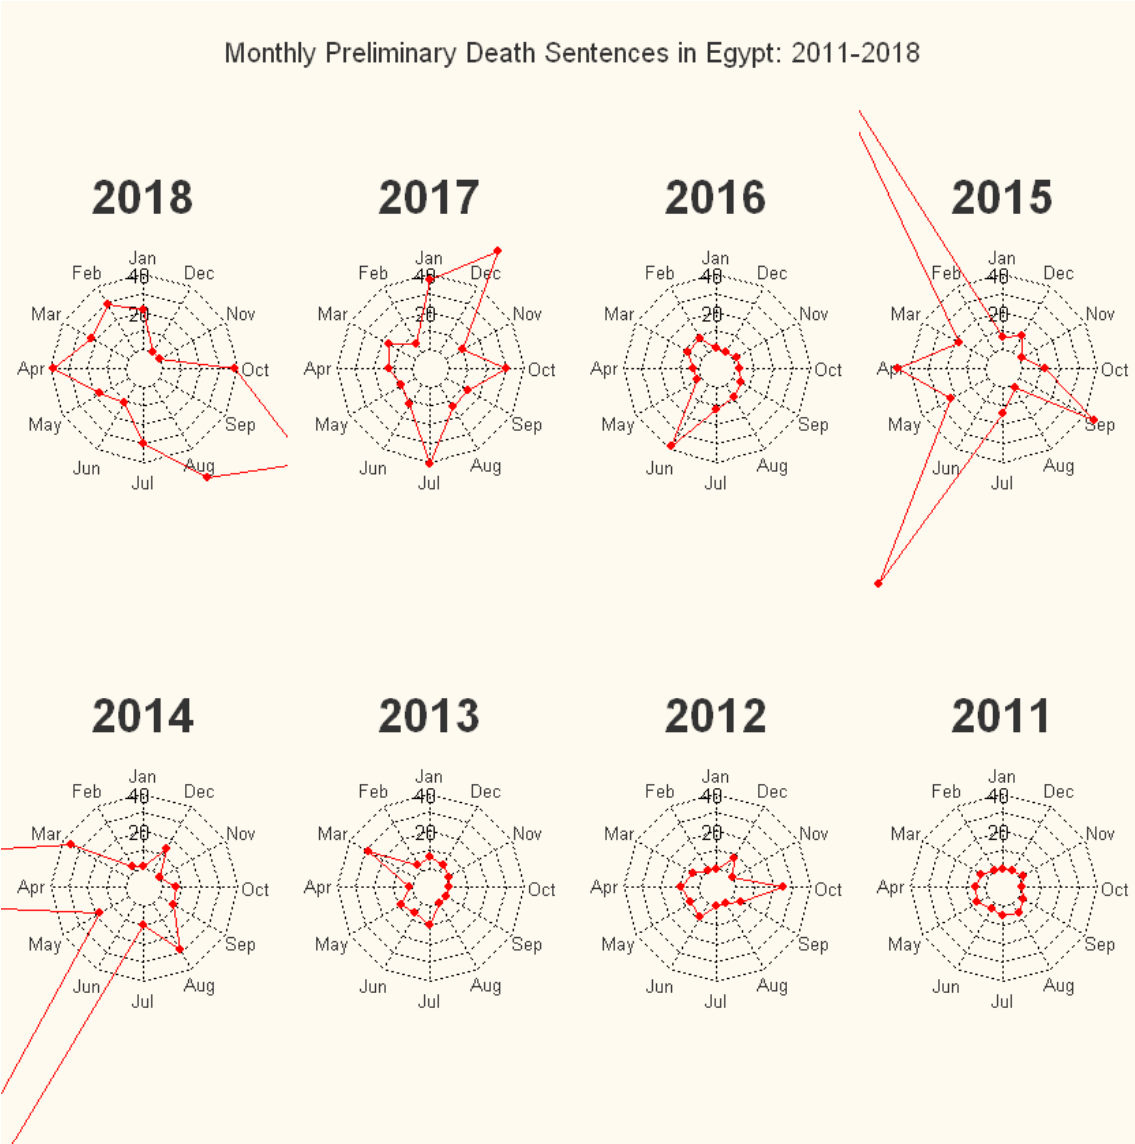 Monthly Preliminary Death Sentences in Egypt: 2011-2018
2018 2017 2016 2015
Jan Jan Jan Jan
Feb 40 Dec Feb 40 Dec Feb 40 Dec Feb 40 Dec
Mar 20 Nov Mar 20 Nov Mar 20 Nov Mar 20 Nov
Apr Oct Apr Oct Apr Oct Apr Oct
May Sep May Sep May Sep May Sep
Jun Aug Jun Aug Jun Aug Jun Aug
Jul Jul Jul Jul
2014 2013 2012 2011
Jan Jan Jan Jan
Feb 40 Dec Feb 40 Dec Feb 40 Dec Feb 40 Dec
Mar 20 Nov Mar 20 Nov Mar 20 Nov Mar 20 Nov
Apr Oct Apr Oct Apr Oct Apr Oct
May Sep May Sep May Sep May Sep
Jun Aug Jun Aug Jun Aug Jun Aug
Jul Jul Jul Jul